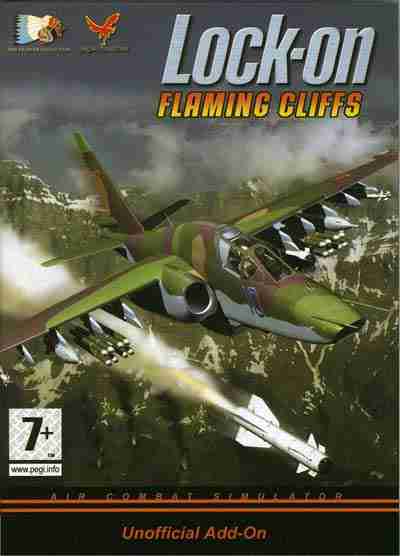 Lock-on
FLAMING CLIFFS
7+
www.pegi.info
AIR COMBAT SIMULATOR
Unofficial Add-On